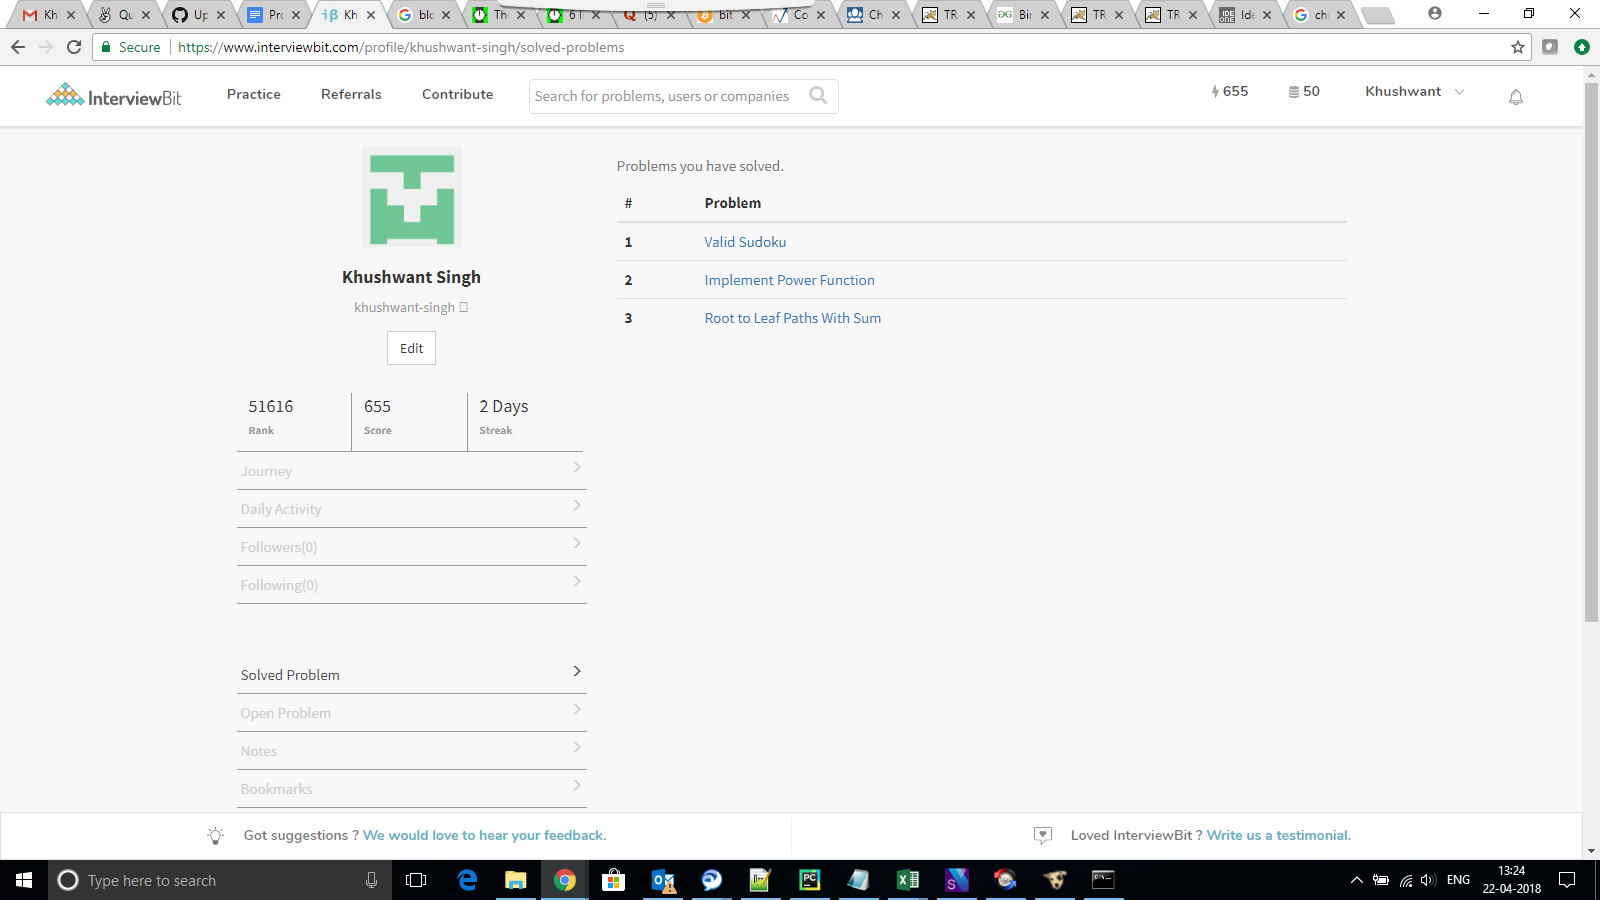 Kh Qu Up Pro Kh blo The 6 I Q (5) bit Co Ch TR Bir TR TR Ide ch
Secure https://www.interviewbit.com/profile/khushwant-singh/solved-problems
InterviewBit Practice Referrals Contribute Search for problems, users or companies 655 50 Khushwant
Problems you have solved.
# Problem
1 Valid Sudoku
2 Implement Power Function
3 Root to Leaf Paths With Sum
Khushwant Singh
khushwant-singh
Edit
51616 655 2 Days
Rank Score Streak
Journey
Daily Activity
Followers(0)
Following(0)
Solved Problem
Open Problem
Notes
Bookmarks
Got suggestions ? We would love to hear your feedback. Loved InterviewBit ? Write us a testimonial.
Type here to search ENG 13:24
22-04-2018